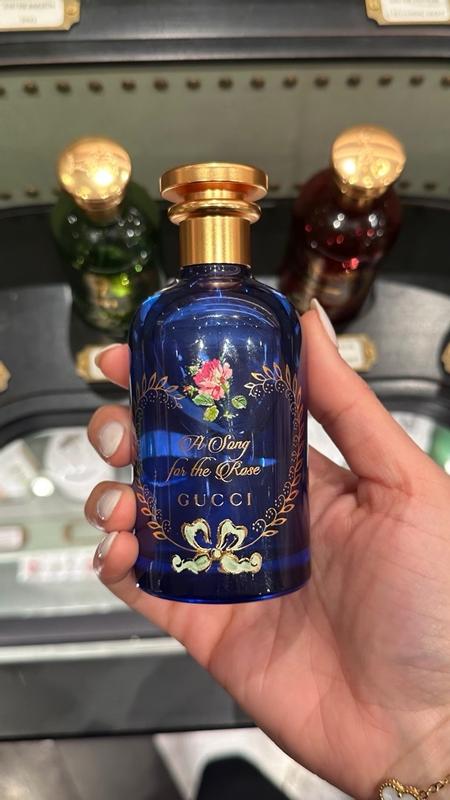 A Song
for the Rose
GUCCI